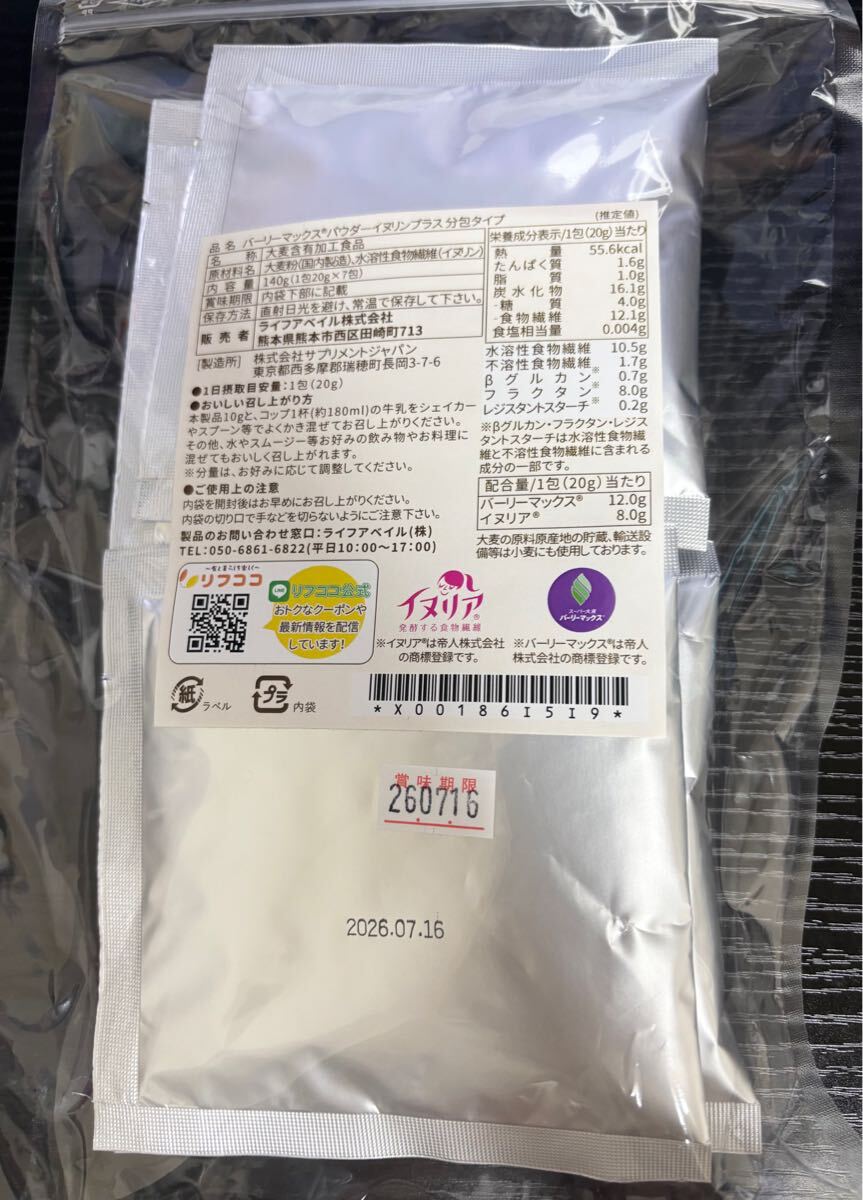 品名 バーリーマックス®パウダーイヌリンプラス 分包タイプ
名称 大麦含有加工食品
原材料名 大麦粉(国内製造)、水溶性食物繊維(イヌリン)
内容量 140g(1包20g×7包)
賞味期限 内袋下部に記載
保存方法 直射日光を避け、常温で保存して下さい。
販売者 ライフアベイル株式会社
熊本県熊本市西区田崎町713
[製造所] 株式会社サプリメントジャパン
東京都西多摩郡瑞穂町長岡3-7-6
●1日摂取目安量:1包(20g)
●おいしい召し上がり方
本製品10gと、コップ1杯(約180ml)の牛乳をシェイカー
やスプーン等でよくかき混ぜてお召し上がりください。
その他、水やスムージー等お好みの飲み物やお料理に
混ぜてもおいしく召し上がれます。
※分量は、お好みに応じて調整してください。
●ご使用上の注意
内袋を開封後はお早めにお召し上がりください。
内袋の切り口で手などを切らないようにご注意下さい。
製品のお問い合わせ窓口:ライフアベイル(株)
TEL:050-6861-6822(平日10:00〜17:00)
(推定値)
栄養成分表示/1包(20g)当たり
熱量 55.6kcal
たんぱく質 1.6g
脂質 1.0g
炭水化物 16.1g
-糖質 4.0g
-食物繊維 12.1g
食塩相当量 0.004g
水溶性食物繊維 10.5g
不溶性食物繊維 1.7g
βグルカン※ 0.7g
フラクタン※ 8.0g
レジスタントスターチ※ 0.2g
※βグルカン・フラクタン・レジス
タントスターチは水溶性食物繊
維と不溶性食物繊維に含まれる
成分の一部です。
配合量/1包(20g)当たり
バーリーマックス® 12.0g
イヌリア® 8.0g
大麦の原料原産地の貯蔵、輸送設
備等は小麦にも使用しております。
リフココ
LINE リフココ公式
おトクなクーポンや
最新情報を配信
しています!
イヌリア®
発酵する食物繊維
※イヌリア®は帝人株式会社
の商標登録です。
スーパー大麦
バーリーマックス®
※バーリーマックス®は帝人
株式会社の商標登録です。
紙 ラベル
プラ 内袋
*X001861519*
賞味期限
260716
2026.07.16